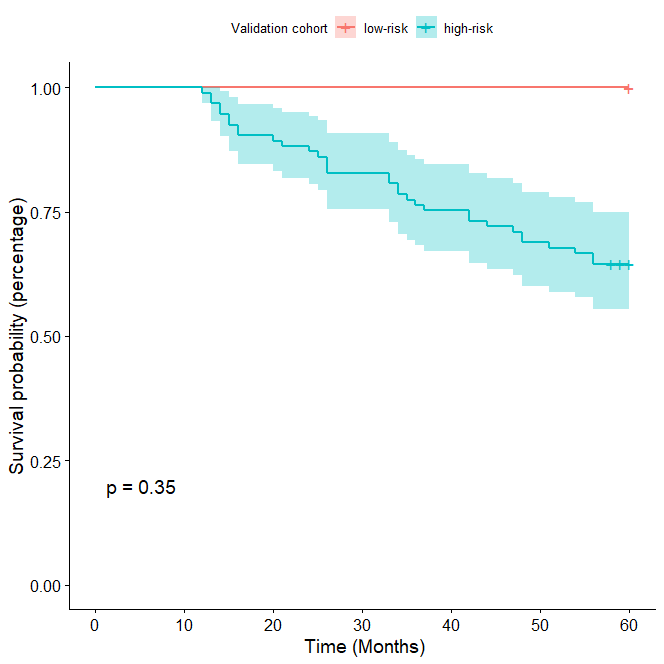 Validation cohort low-risk high-risk
Survival probability (percentage)
1.00
0.75
0.50
0.25
0.00
p = 0.35
0 10 20 30 40 50 60
Time (Months)